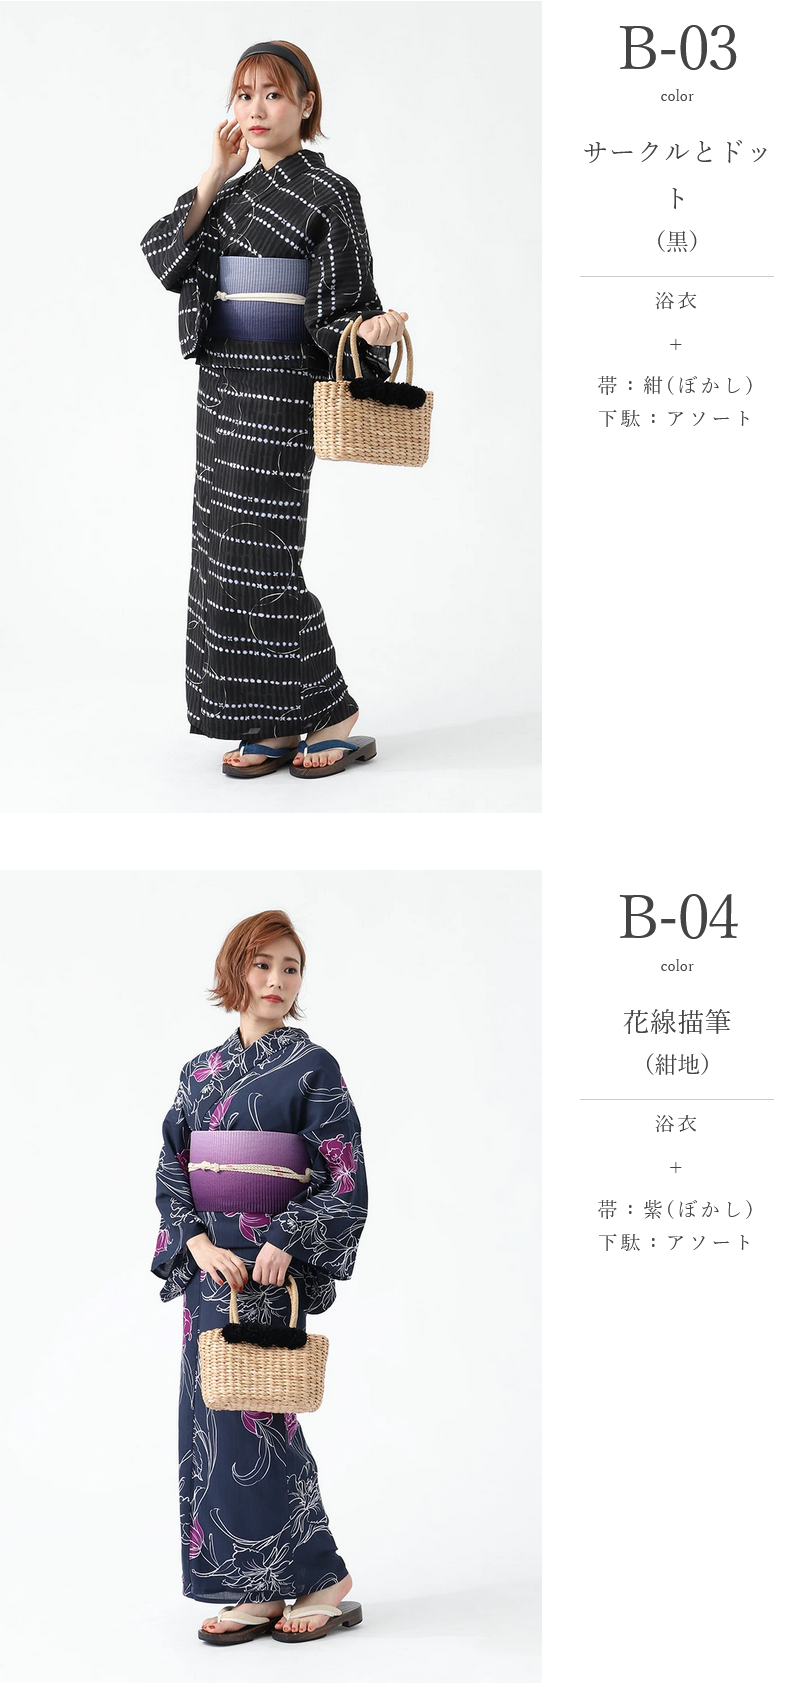 B-03
color
サークルとドッ
ト
（黒）
浴衣
+
帯：紺(ぼかし)
下駄：アソート
B-04
color
花線描筆
（紺地）
浴衣
+
帯：紫(ぼかし)
下駄：アソート